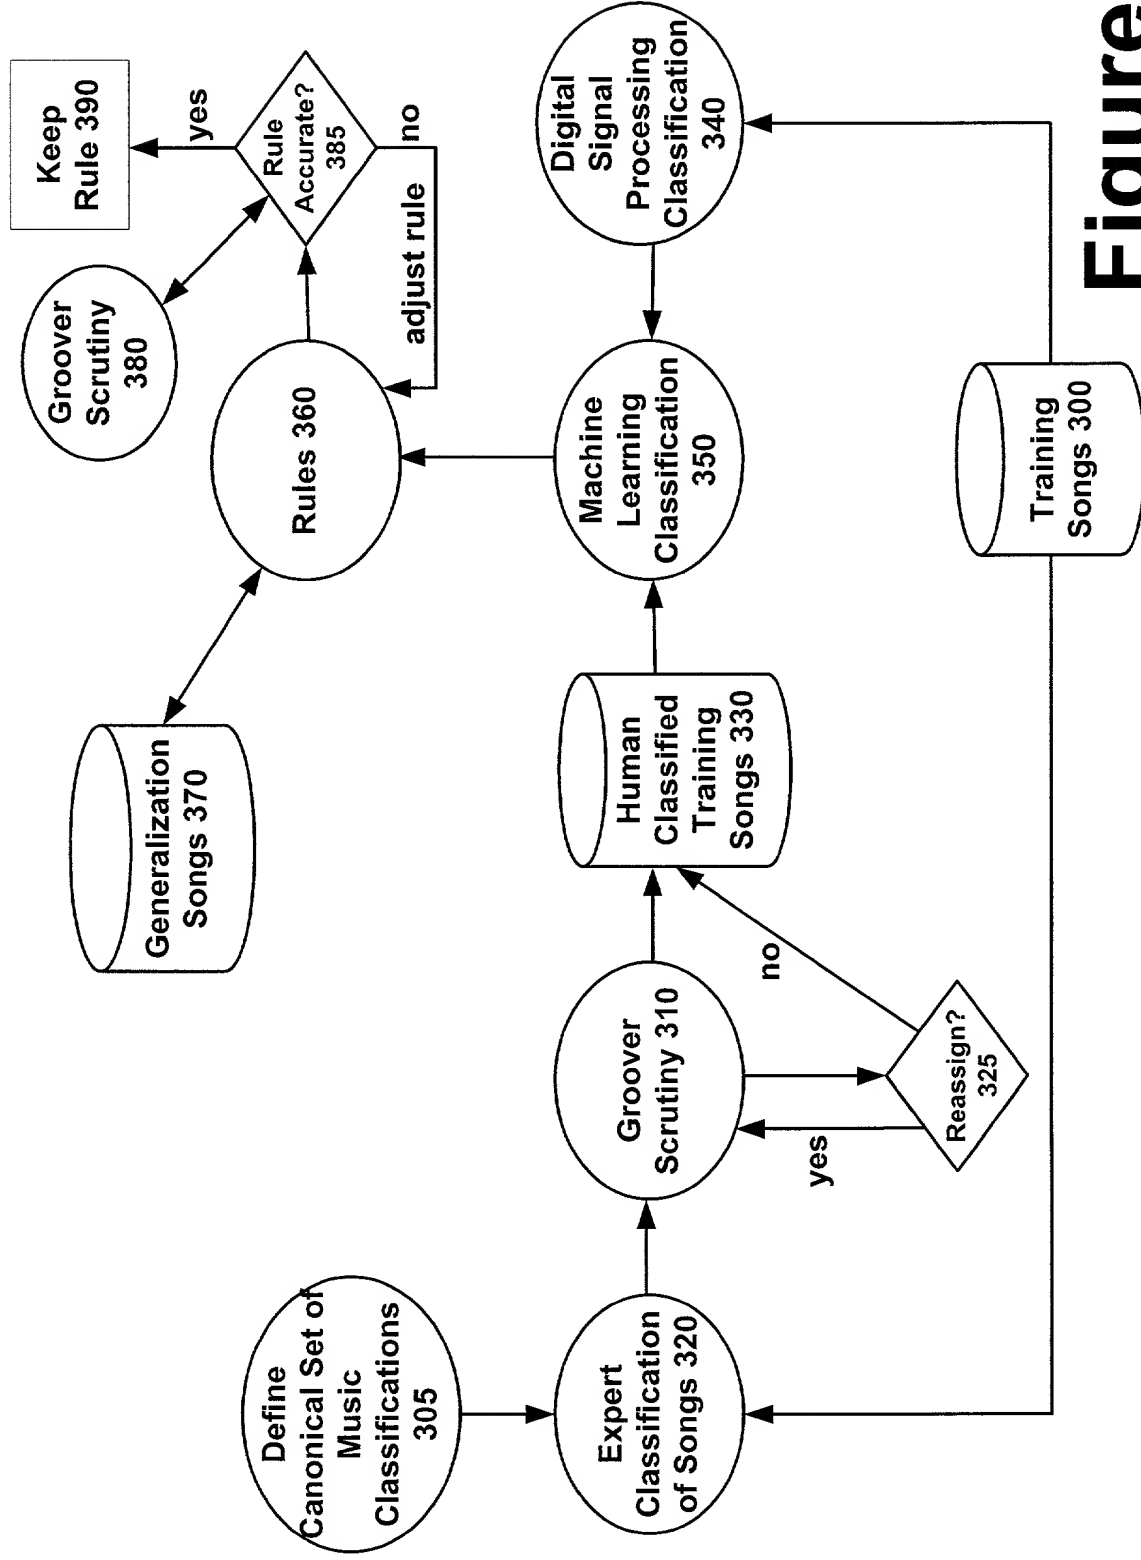 Define
Canonical Set of
Music
Classifications
305
Expert
Classification
of Songs 320
Groover
Scrutiny 310
yes
no
Reassign?
325
Human
Classified
Training
Songs 330
Generalization
Songs 370
Machine
Learning
Classification
350
Rules 360
Groover
Scrutiny
380
Rule
Accurate?
385
yes
no
adjust rule
Keep
Rule 390
Digital
Signal
Processing
Classification
340
Training
Songs 300
Figure